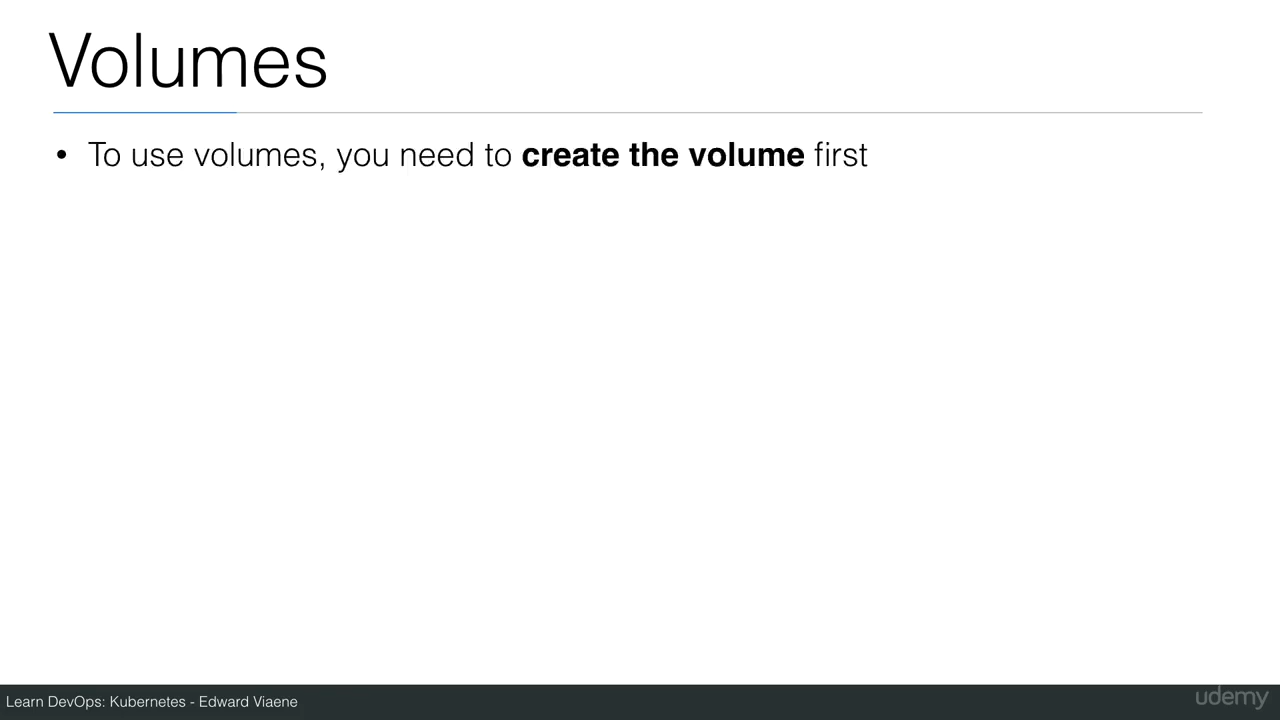 Volumes
• To use volumes, you need to create the volume first
Learn DevOps: Kubernetes - Edward Viaene
udemy